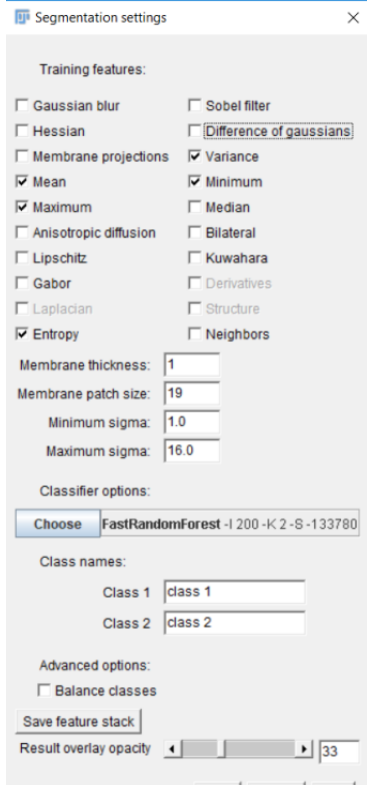 Segmentation settings
Training features:
Gaussian blur Sobel filter
Hessian Difference of gaussians
Membrane projections Variance
Mean Minimum
Maximum Median
Anisotropic diffusion Bilateral
Lipschitz Kuwahara
Gabor Derivatives
Laplacian Structure
Entropy Neighbors
Membrane thickness: 1
Membrane patch size: 19
Minimum sigma: 1.0
Maximum sigma: 16.0
Classifier options:
Choose FastRandomForest -I 200 -K 2 -S -133780
Class names:
Class 1 class 1
Class 2 class 2
Advanced options:
Balance classes
Save feature stack
Result overlay opacity 33